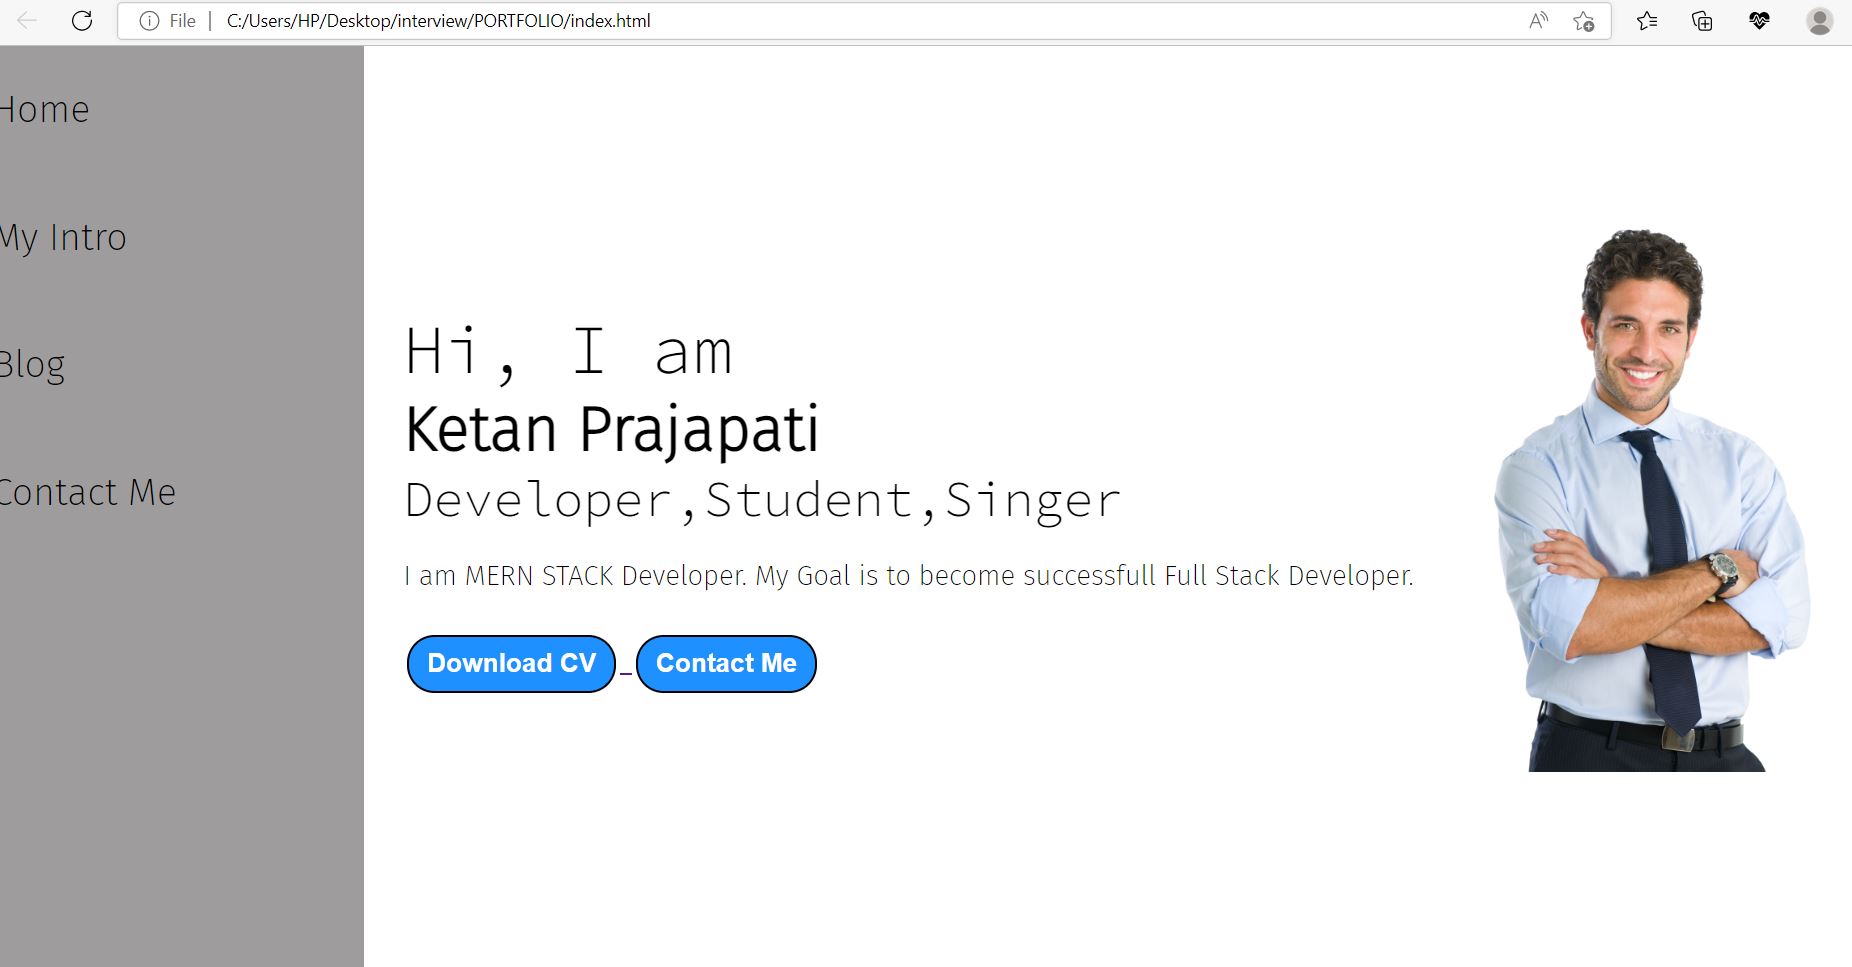 File | C:/Users/HP/Desktop/interview/PORTFOLIO/index.html
Home
My Intro
Blog
Contact Me
Hi, I am
Ketan Prajapati
Developer,Student,Singer
I am MERN STACK Developer. My Goal is to become successfull Full Stack Developer.
Download CV Contact Me